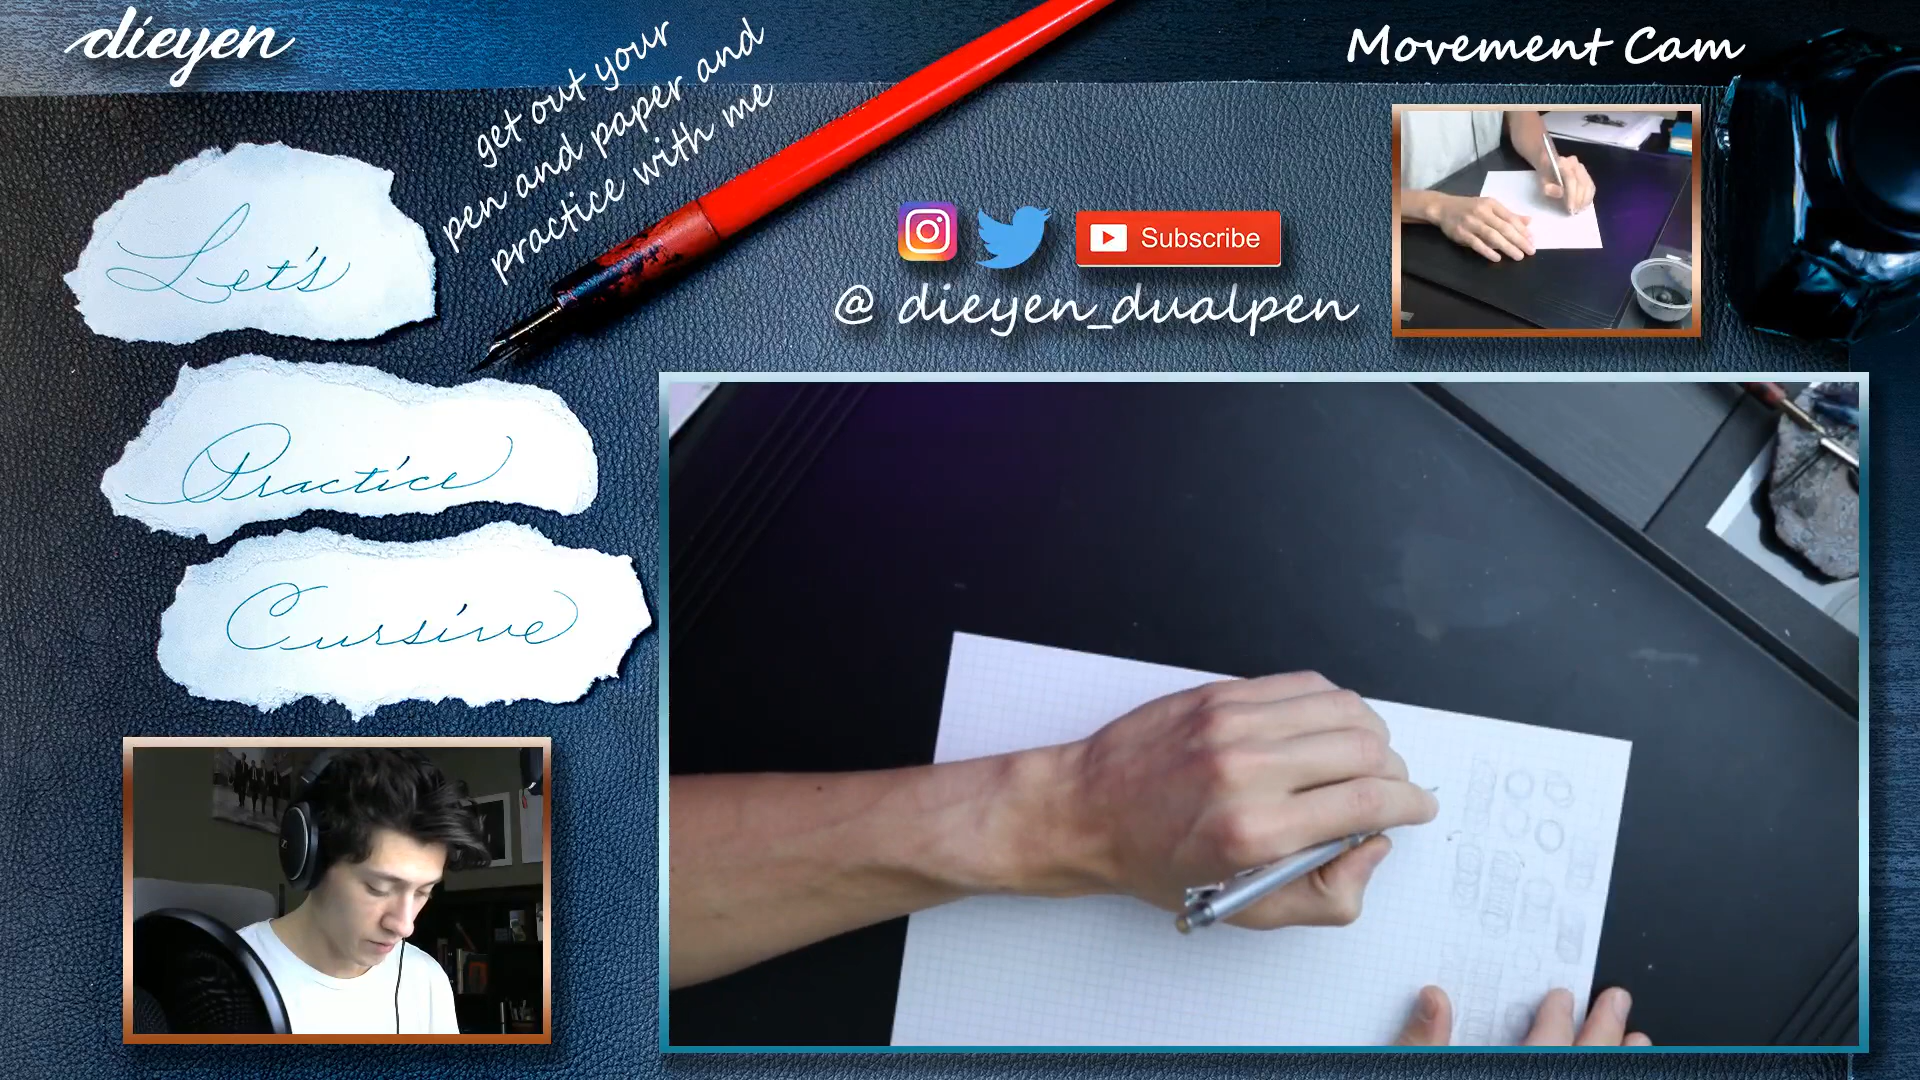 dieyen
get out your
pen and paper and
practice with me
Movement Cam
Let's
Practice
Cursive
Subscribe
@ dieyen_dualpen